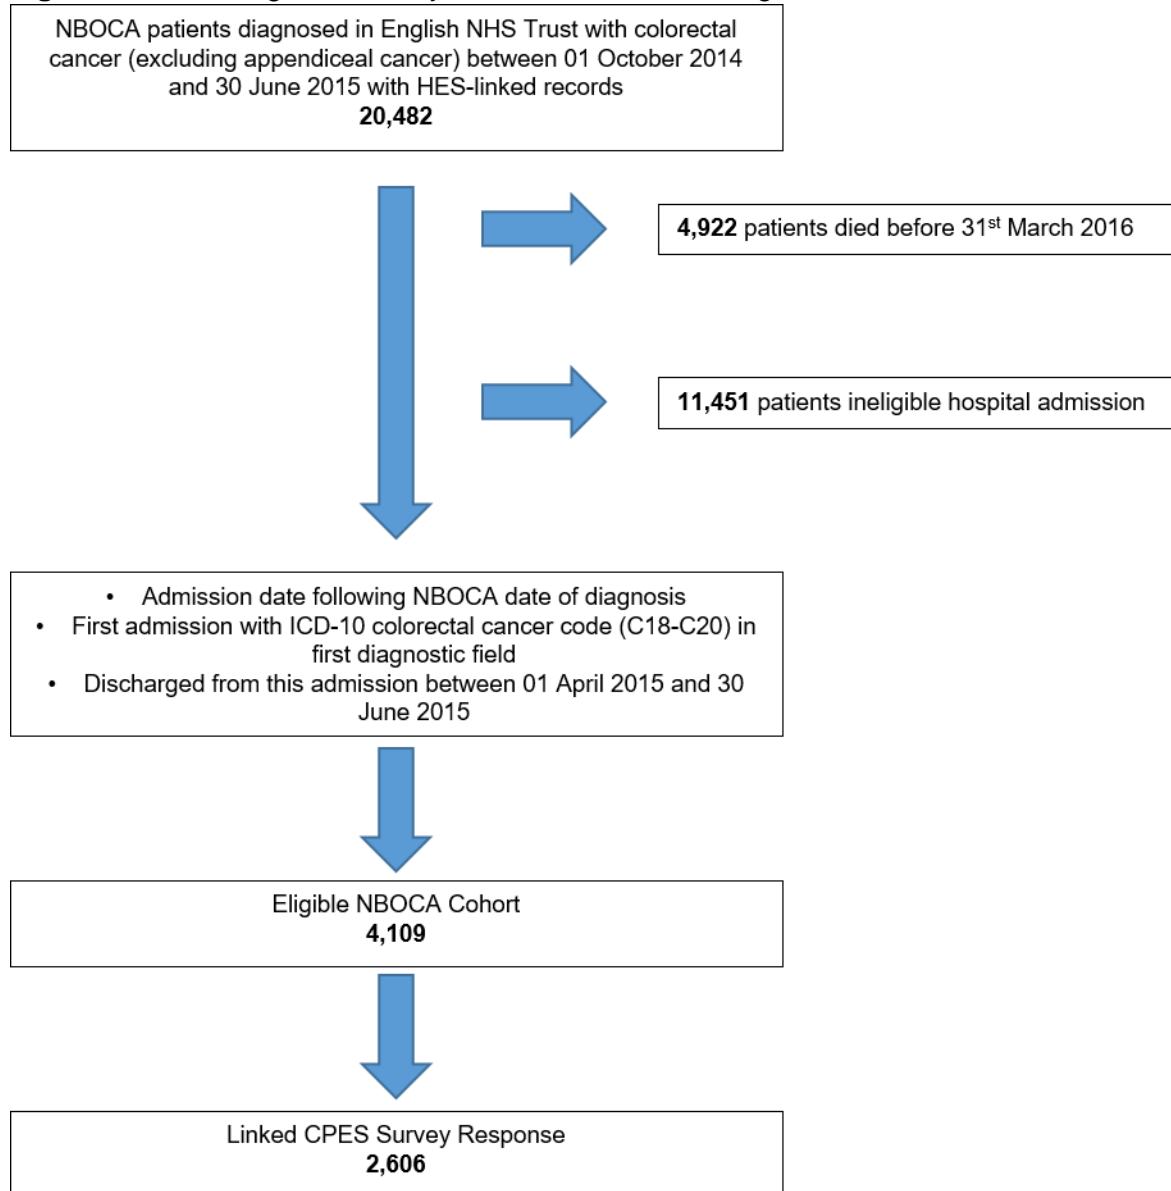 NBOCA patients diagnosed in English NHS Trust with colorectal
cancer (excluding appendiceal cancer) between 01 October 2014
and 30 June 2015 with HES-linked records
20,482
4,922 patients died before 31st March 2016
11,451 patients ineligible hospital admission
• Admission date following NBOCA date of diagnosis
• First admission with ICD-10 colorectal cancer code (C18-C20) in
first diagnostic field
• Discharged from this admission between 01 April 2015 and 30
June 2015
Eligible NBOCA Cohort
4,109
Linked CPES Survey Response
2,606